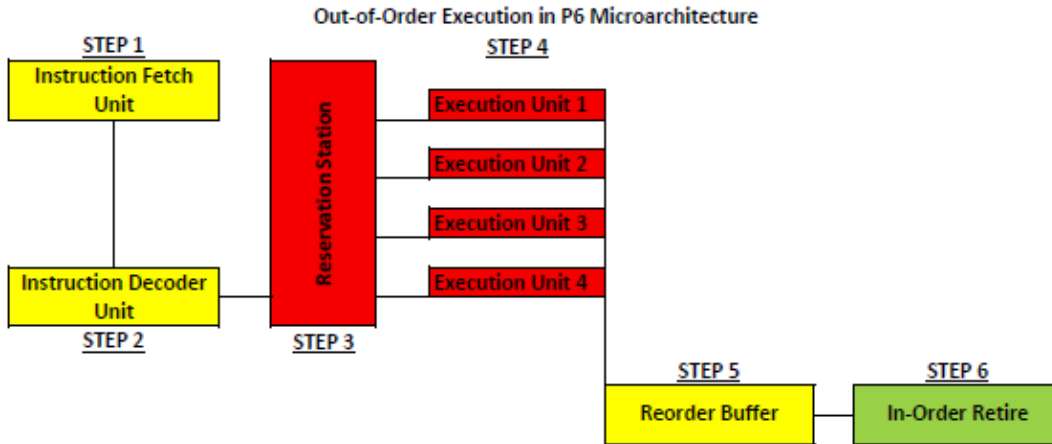 Out-of-Order Execution in P6 Microarchitecture
STEP 1
Instruction Fetch
Unit
Instruction Decoder
Unit
STEP 2
Reservation Station
STEP 3
STEP 4
Execution Unit 1
Execution Unit 2
Execution Unit 3
Execution Unit 4
STEP 5
Reorder Buffer
STEP 6
In-Order Retire